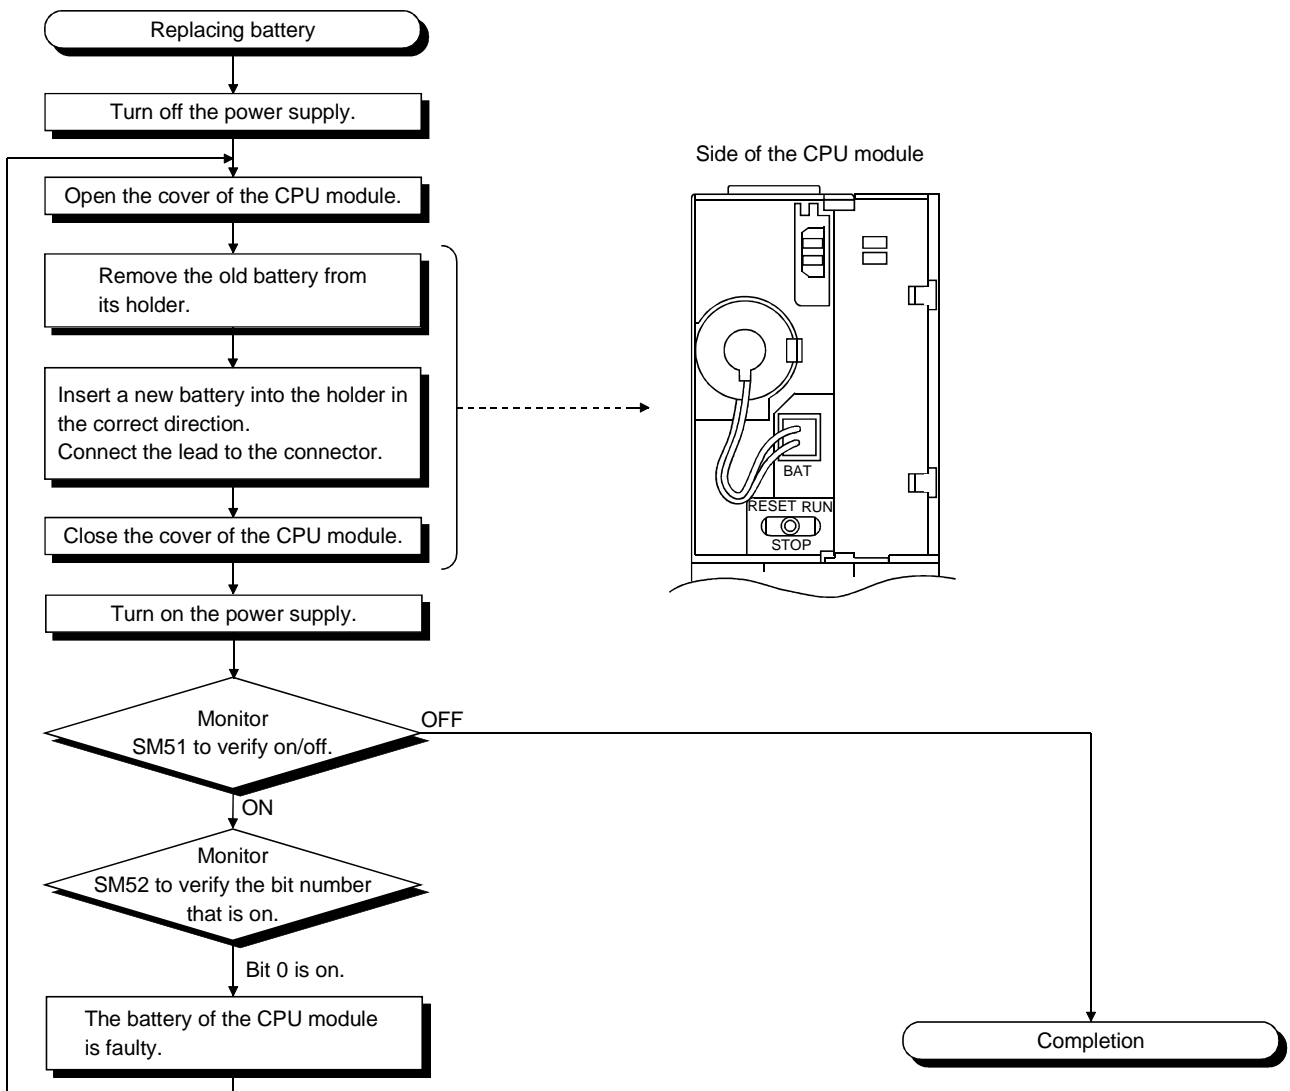 Replacing battery
Turn off the power supply.
Side of the CPU module
Open the cover of the CPU module.
Remove the old battery from
its holder.
Insert a new battery into the holder in
the correct direction.
Connect the lead to the connector.
BAT
RESET RUN
STOP
Close the cover of the CPU module.
Turn on the power supply.
Monitor
SM51 to verify on/off.
OFF
ON
Monitor
SM52 to verify the bit number
that is on.
Bit 0 is on.
The battery of the CPU module
is faulty.
Completion